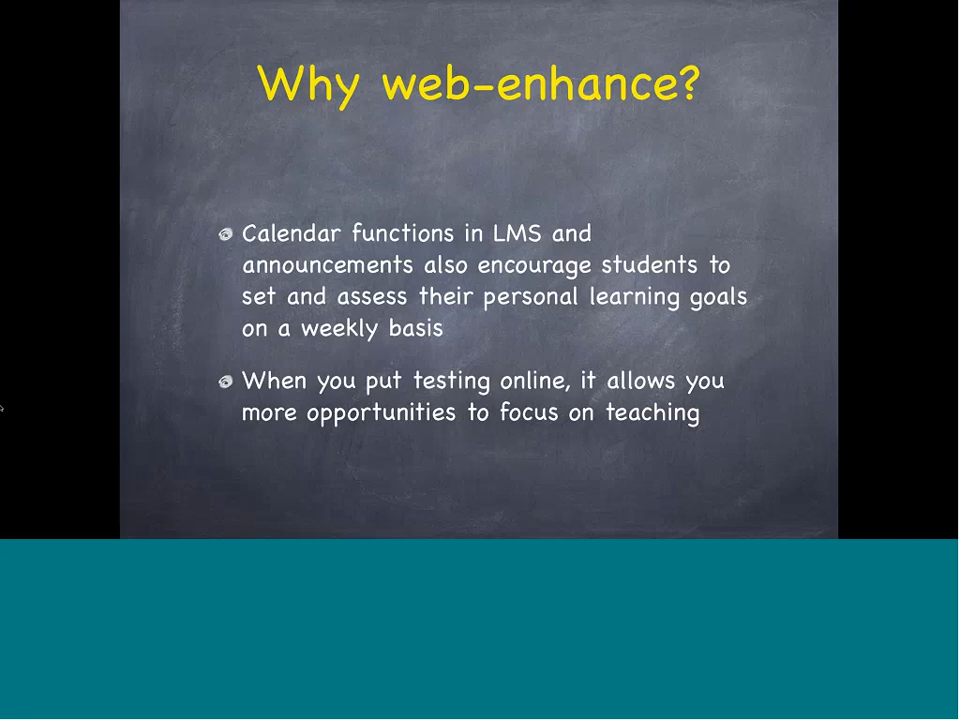 Why web-enhance?
Calendar functions in LMS and
announcements also encourage students to
set and assess their personal learning goals
on a weekly basis
When you put testing online, it allows you
more opportunities to focus on teaching